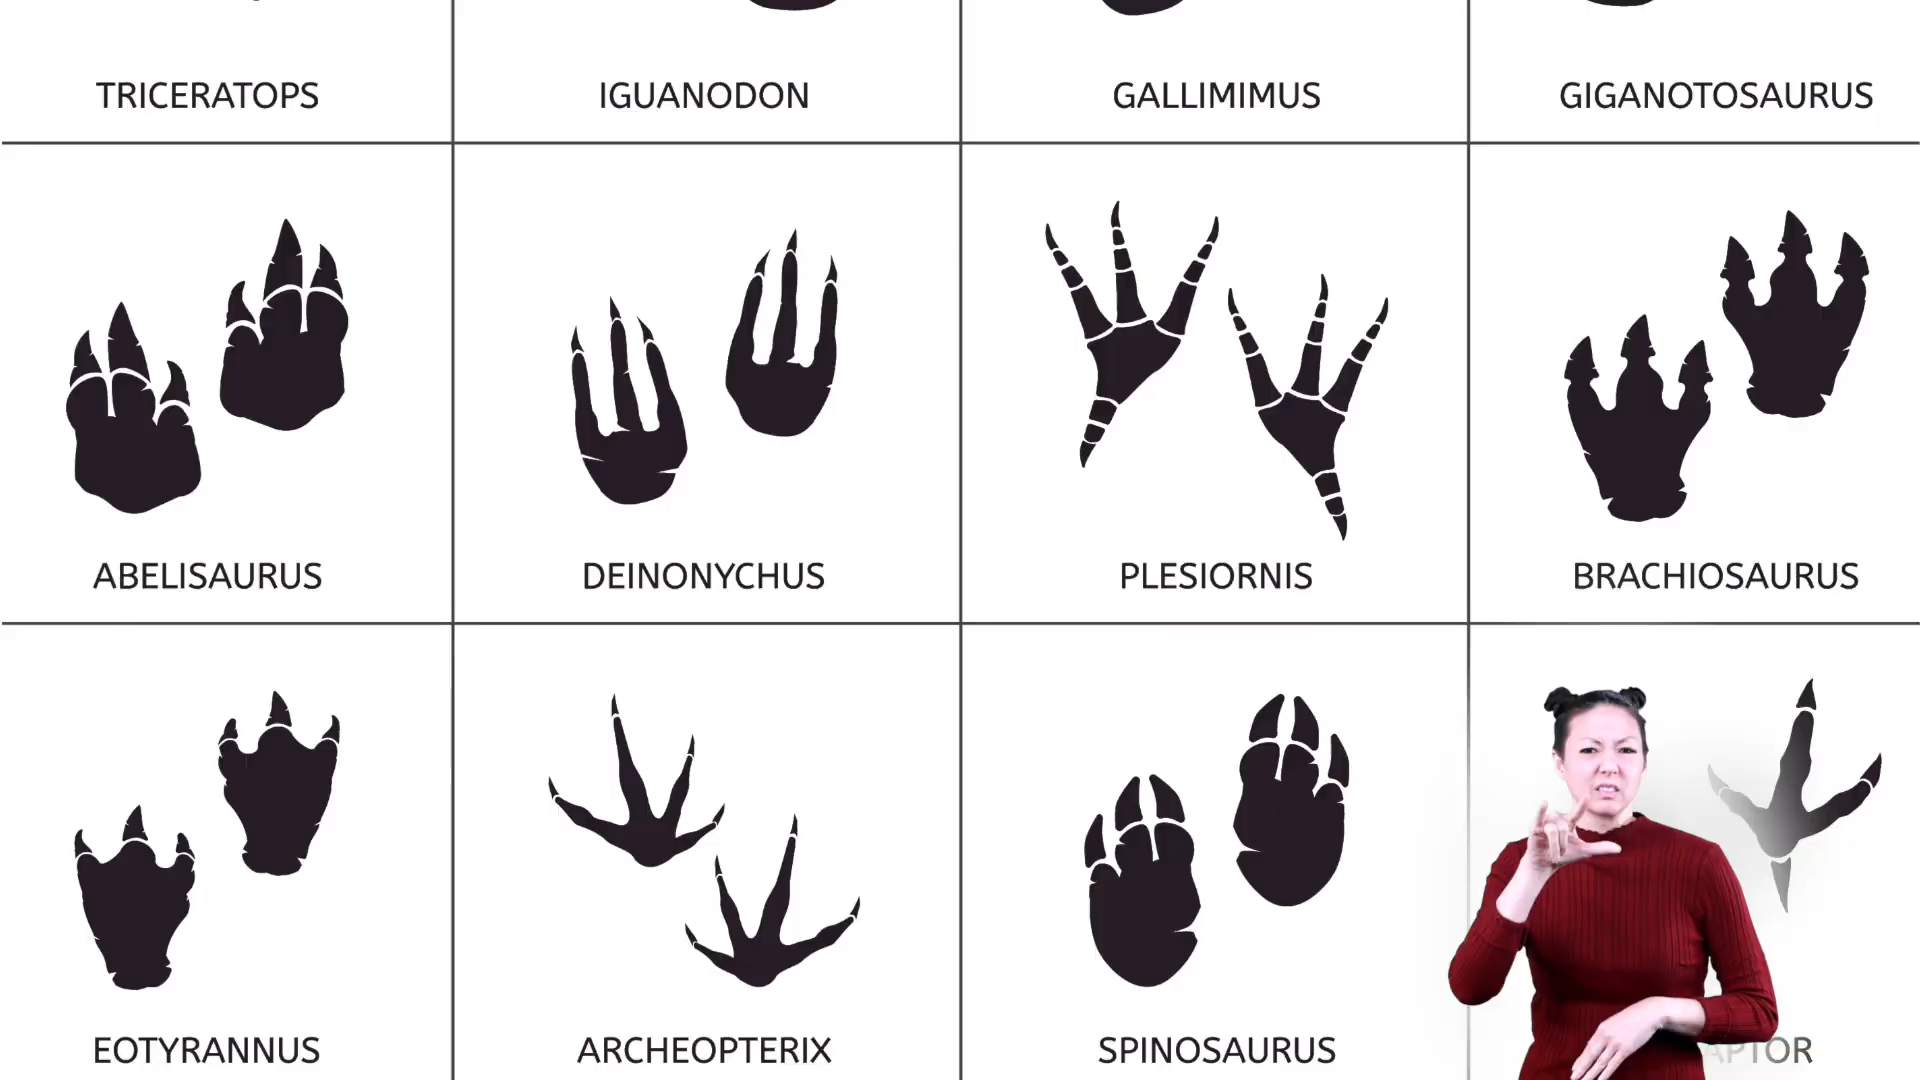 TRICERATOPS
IGUANODON
GALLIMIMUS
GIGANOTOSAURUS
ABELISAURUS
DEINONYCHUS
PLESIORNIS
BRACHIOSAURUS
EOTYRANNUS
ARCHEOPTERIX
SPINOSAURUS